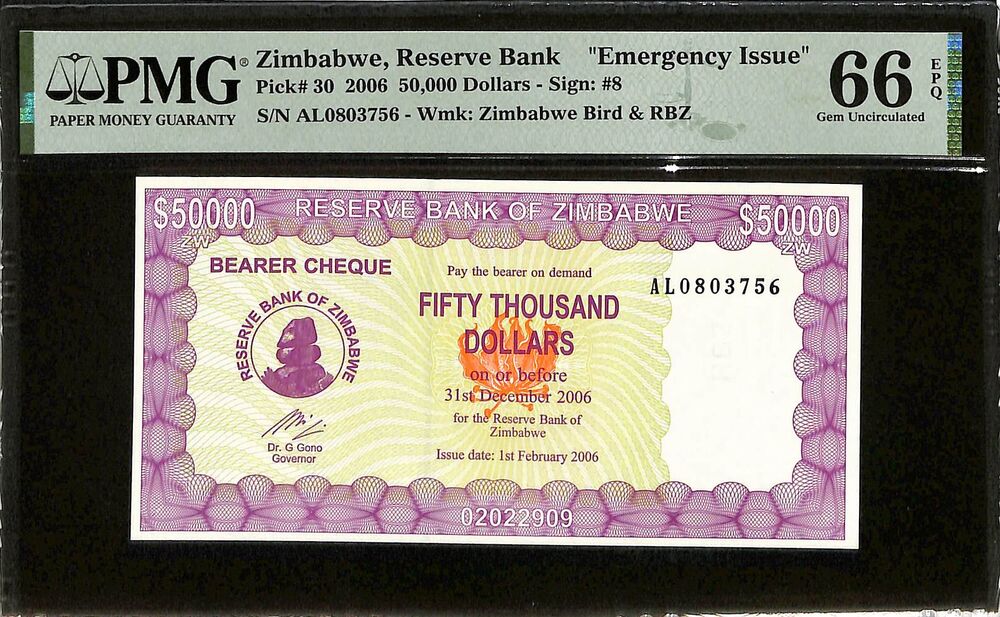 PMG®
PAPER MONEY GUARANTY
Zimbabwe, Reserve Bank "Emergency Issue"
Pick# 30 2006 50,000 Dollars - Sign: #8
S/N AL0803756 - Wmk: Zimbabwe Bird & RBZ
66 EPQ
Gem Uncirculated
$50000 RESERVE BANK OF ZIMBABWE $50000
ZW ZW
BEARER CHEQUE
Pay the bearer on demand
AL0803756
FIFTY THOUSAND
DOLLARS
RESERVE BANK OF ZIMBABWE
on or before
31st December 2006
for the Reserve Bank of
Zimbabwe
Dr. G Gono
Governor
Issue date: 1st February 2006
02022909